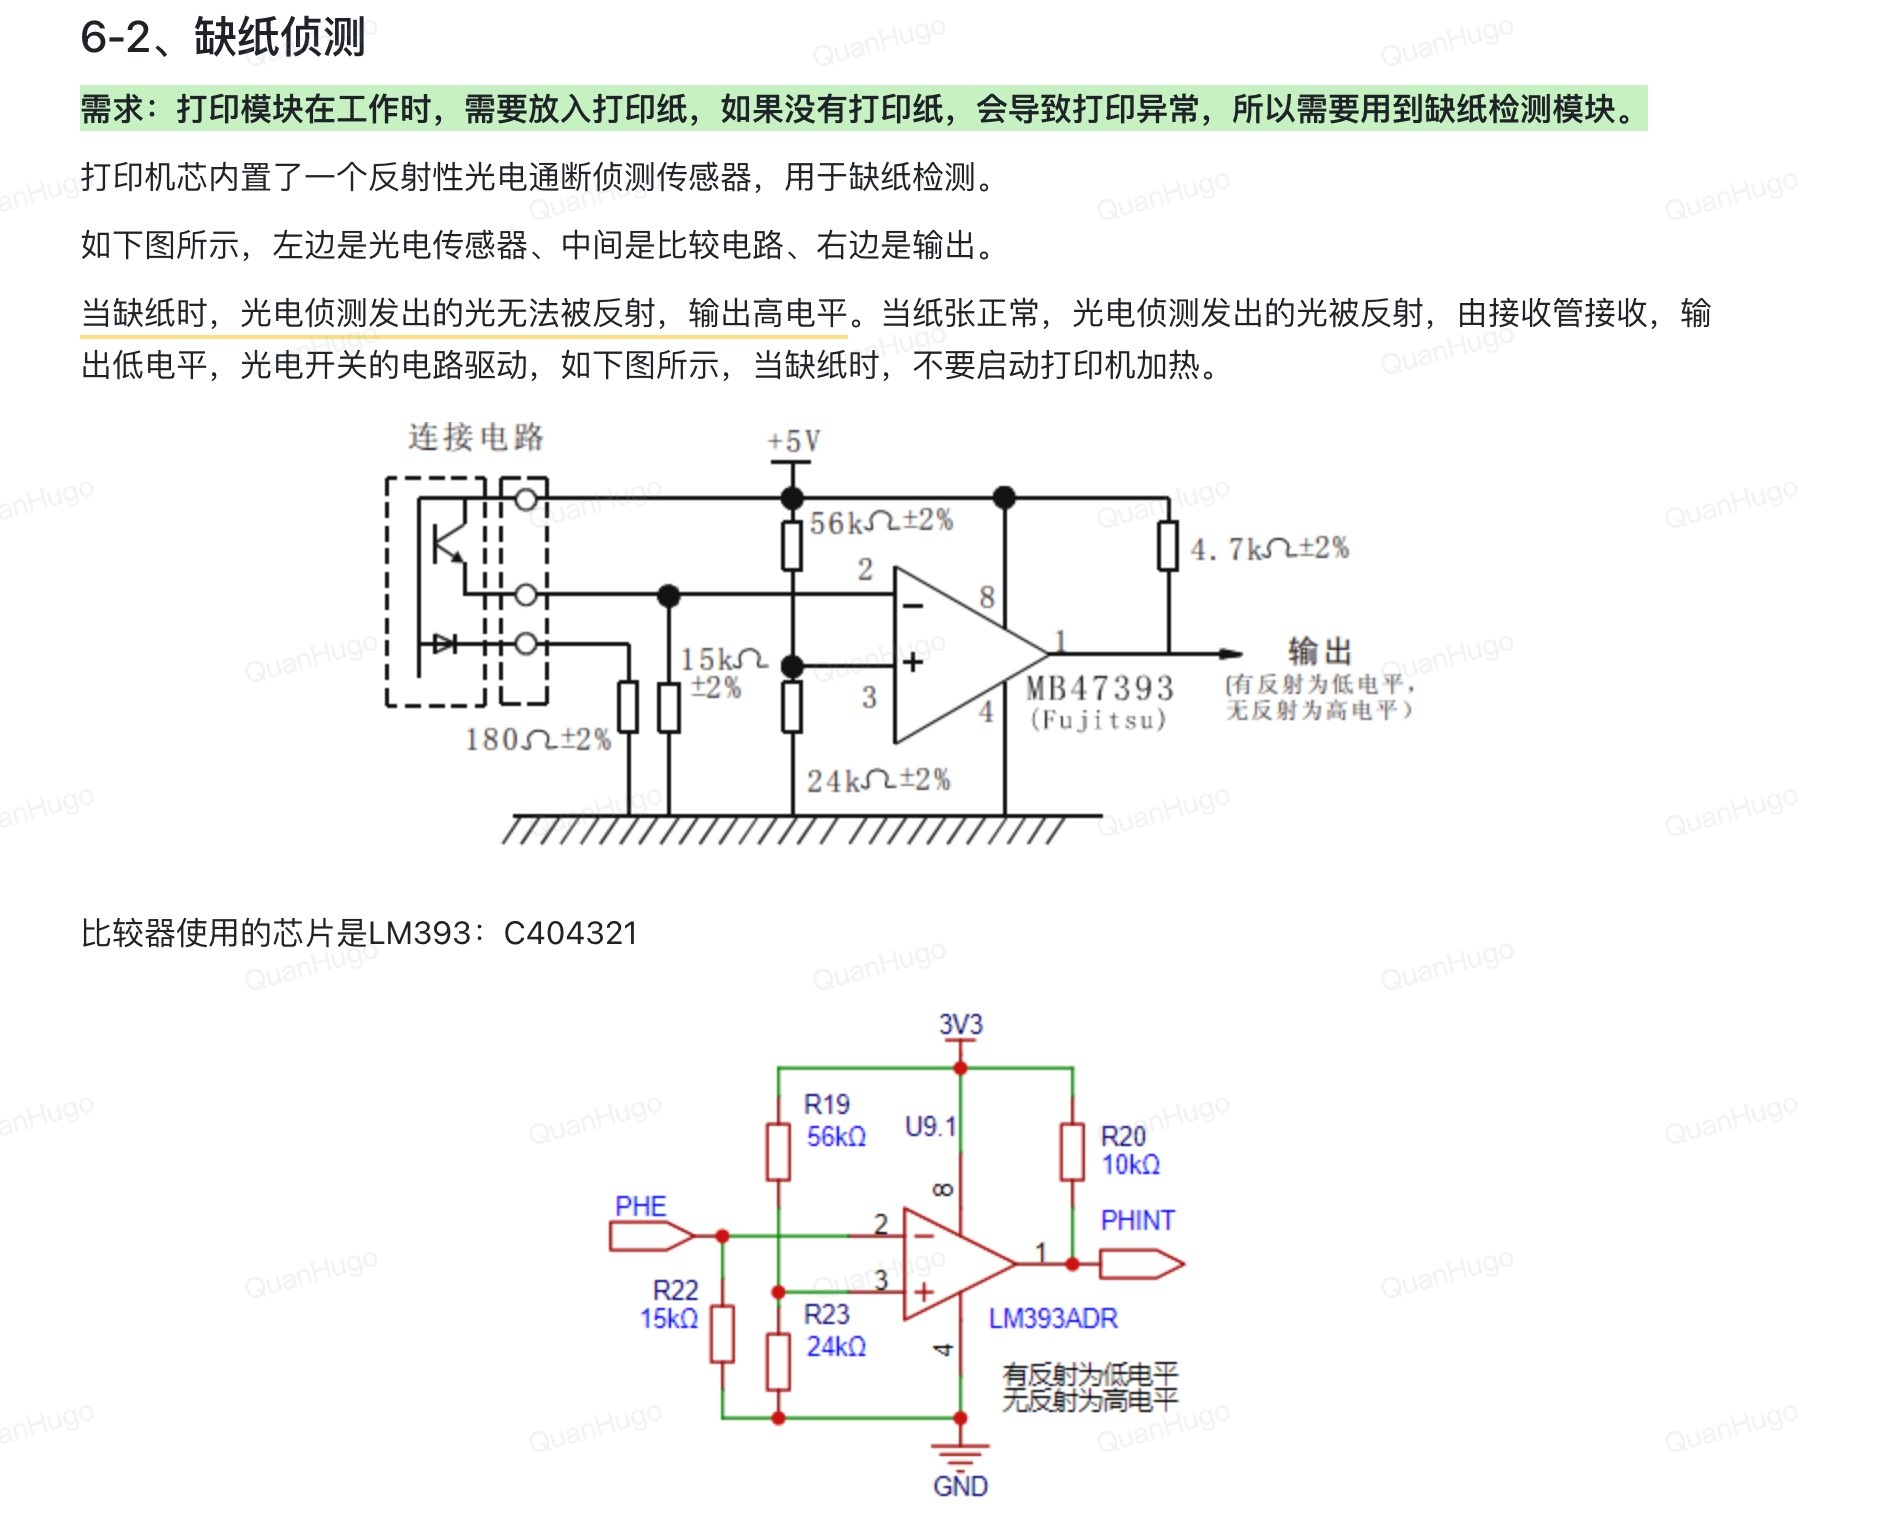 6-2、缺纸侦测
需求：打印模块在工作时，需要放入打印纸，如果没有打印纸，会导致打印异常，所以需要用到缺纸检测模块。
打印机芯内置了一个反射性光电通断侦测传感器，用于缺纸检测。
如下图所示，左边是光电传感器、中间是比较电路、右边是输出。
当缺纸时，光电侦测发出的光无法被反射，输出高电平。当纸张正常，光电侦测发出的光被反射，由接收管接收，输
出低电平，光电开关的电路驱动，如下图所示，当缺纸时，不要启动打印机加热。
连接电路
+5V
56kΩ±2%
4.7kΩ±2%
2
8
15kΩ
±2%
1
输出
(有反射为低电平，
无反射为高电平)
3
4
MB47393
(Fujitsu)
180Ω±2%
24kΩ±2%
比较器使用的芯片是LM393：C404321
3V3
R19
56kΩ
U9.1
R20
10kΩ
8
PHE
2
PHINT
1
3
R22
15kΩ
R23
24kΩ
LM393ADR
4
有反射为低电平
无反射为高电平
GND
QuanHugo